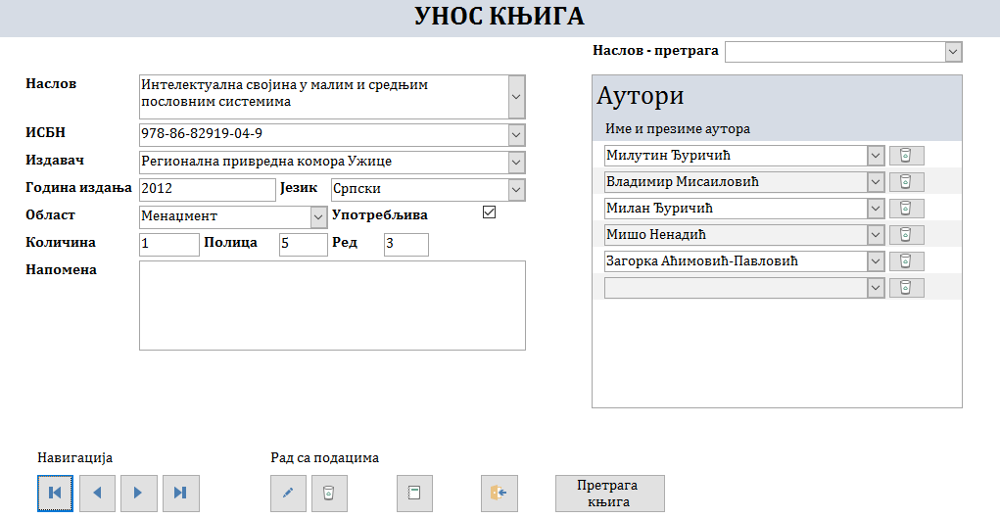 УНОС КЊИГА
Наслов - претрага
Наслов
Интелектуална својина у малим и средњим
пословним системима
ИСБН
978-86-82919-04-9
Издавач
Регионална привредна комора Ужице
Година издања
2012
Језик
Српски
Област
Менаџмент
Употребљива
Количина
1
Полица
5
Ред
3
Напомена
Аутори
Име и презиме аутора
Милутин Ђуричић
Владимир Мисаиловић
Милан Ђуричић
Мишо Ненадић
Загорка Аћимовић-Павловић
Навигација
Рад са подацима
Претрага
књига